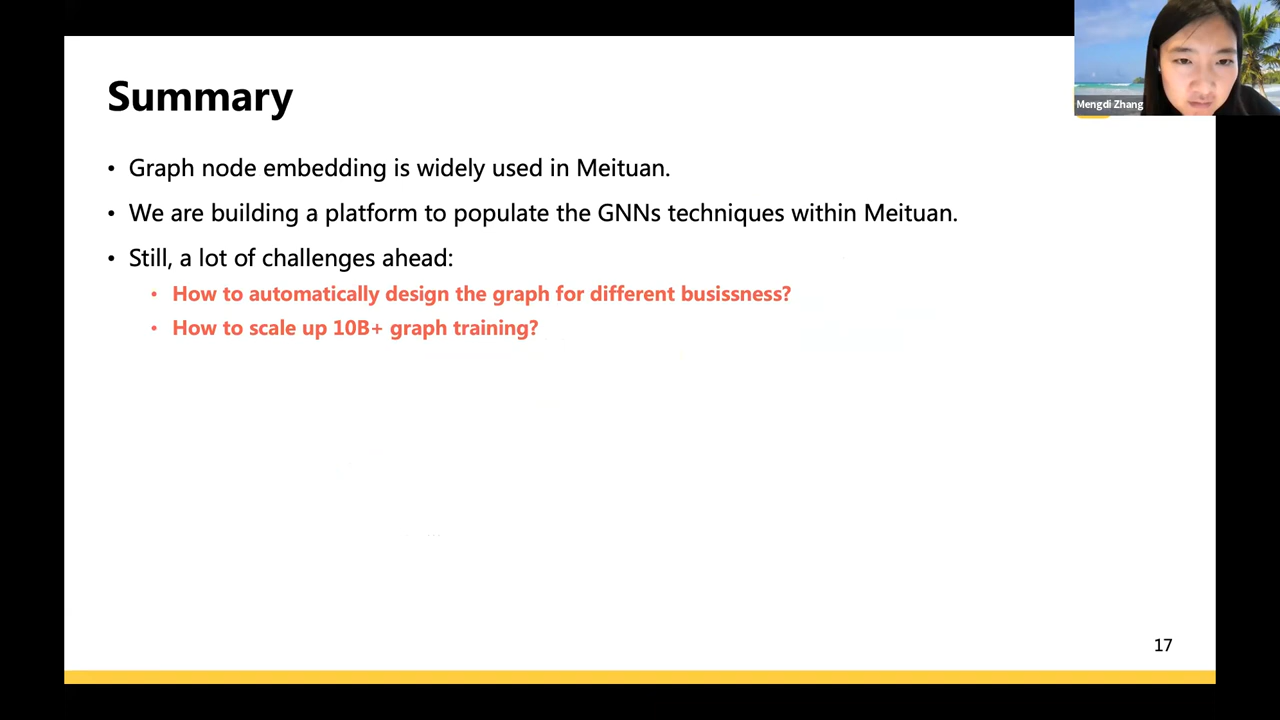 Summary
Mengdi Zhang
• Graph node embedding is widely used in Meituan.
• We are building a platform to populate the GNNs techniques within Meituan.
• Still, a lot of challenges ahead:
• How to automatically design the graph for different busissness?
• How to scale up 10B+ graph training?
17